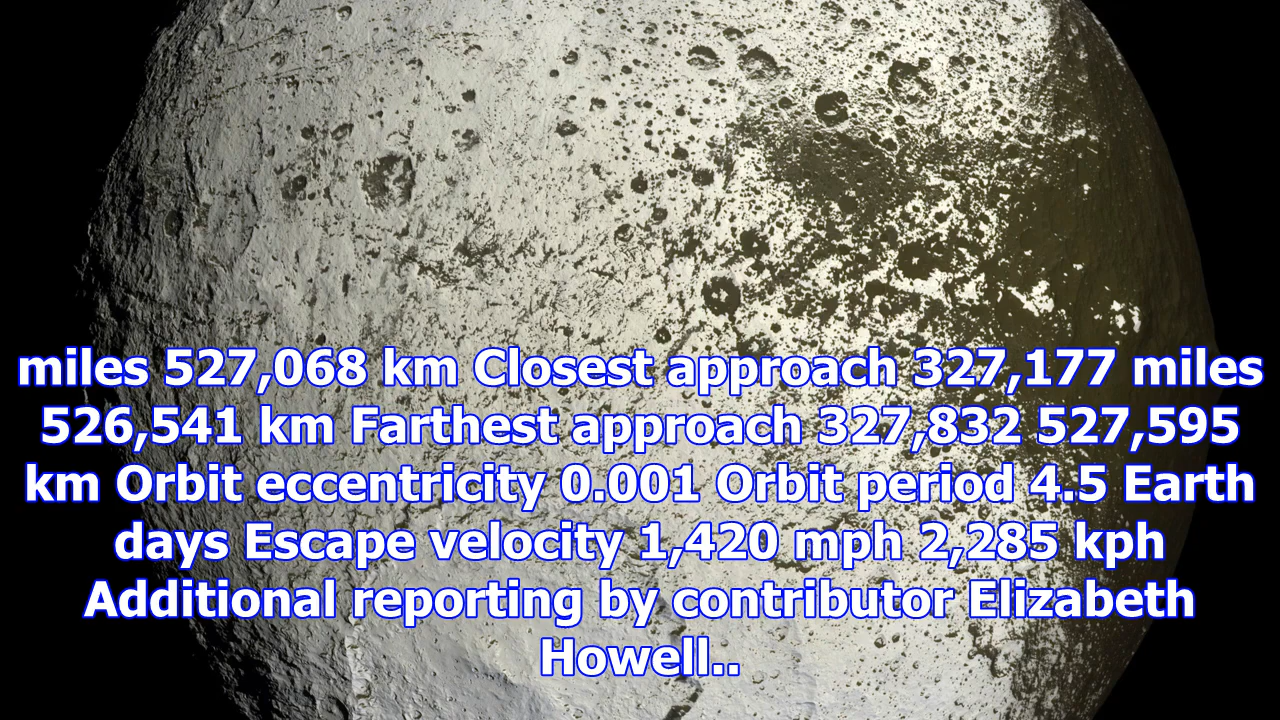 miles 527,068 km Closest approach 327,177 miles
526,541 km Farthest approach 327,832 527,595
km Orbit eccentricity 0.001 Orbit period 4.5 Earth
days Escape velocity 1,420 mph 2,285 kph
Additional reporting by contributor Elizabeth
Howell..